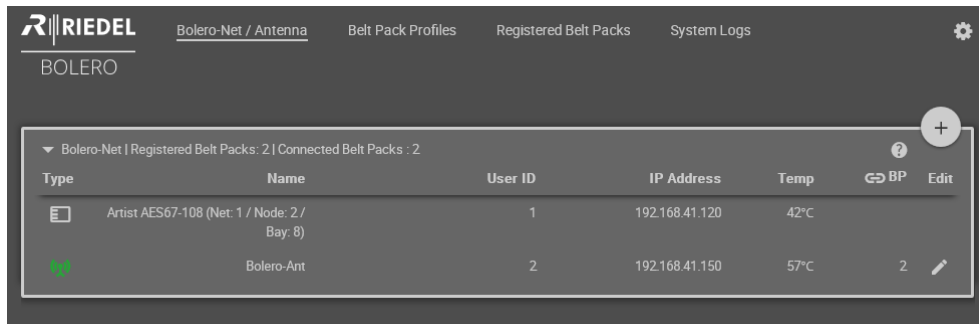 RIEDEL
BOLERO
Bolero-Net / Antenna Belt Pack Profiles Registered Belt Packs System Logs
+
Bolero-Net | Registered Belt Packs: 2 | Connected Belt Packs : 2 ?
Type Name User ID IP Address Temp BP Edit
Artist AES67-108 (Net: 1 / Node: 2 / 1 192.168.41.120 42°C
Bay: 8)
Bolero-Ant 2 192.168.41.150 57°C 2